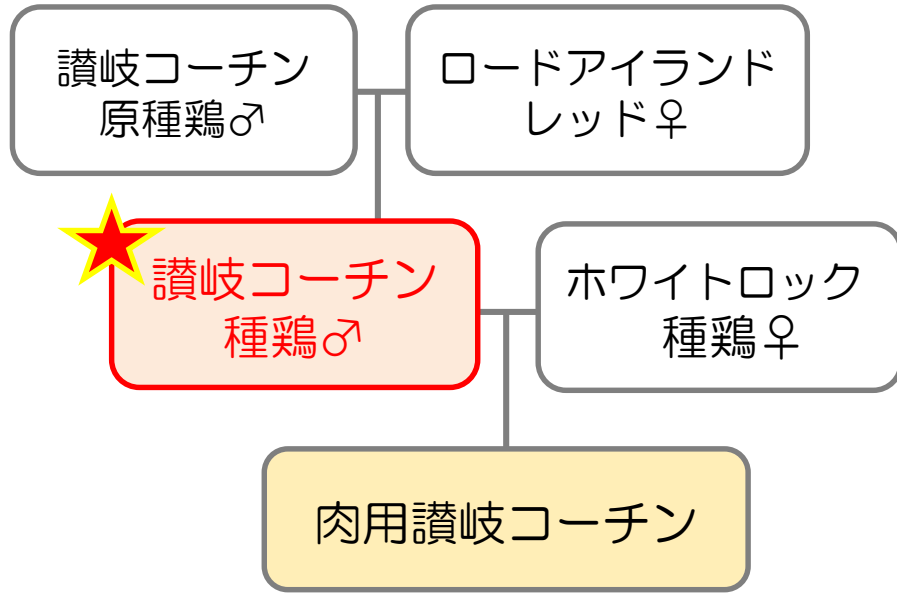 讃岐コーチン
原種鶏♂
ロードアイランド
レッド♀
讃岐コーチン
種鶏♂
ホワイトロック
種鶏♀
肉用讃岐コーチン